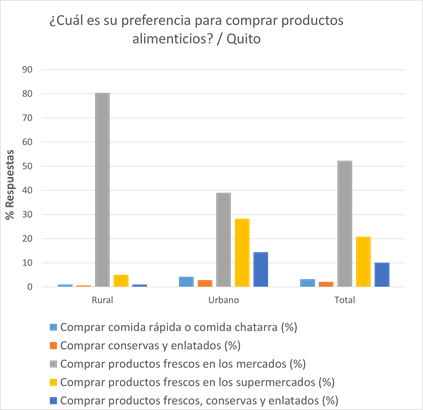 ¿Cuál es su preferencia para comprar productos
alimenticios? / Quito
% Respuestas
90
80
70
60
50
40
30
20
10
0
Rural
Urbano
Total
Comprar comida rápida o comida chatarra (%)
Comprar conservas y enlatados (%)
Comprar productos frescos en los mercados (%)
Comprar productos frescos en los supermercados (%)
Comprar productos frescos, conservas y enlatados (%)